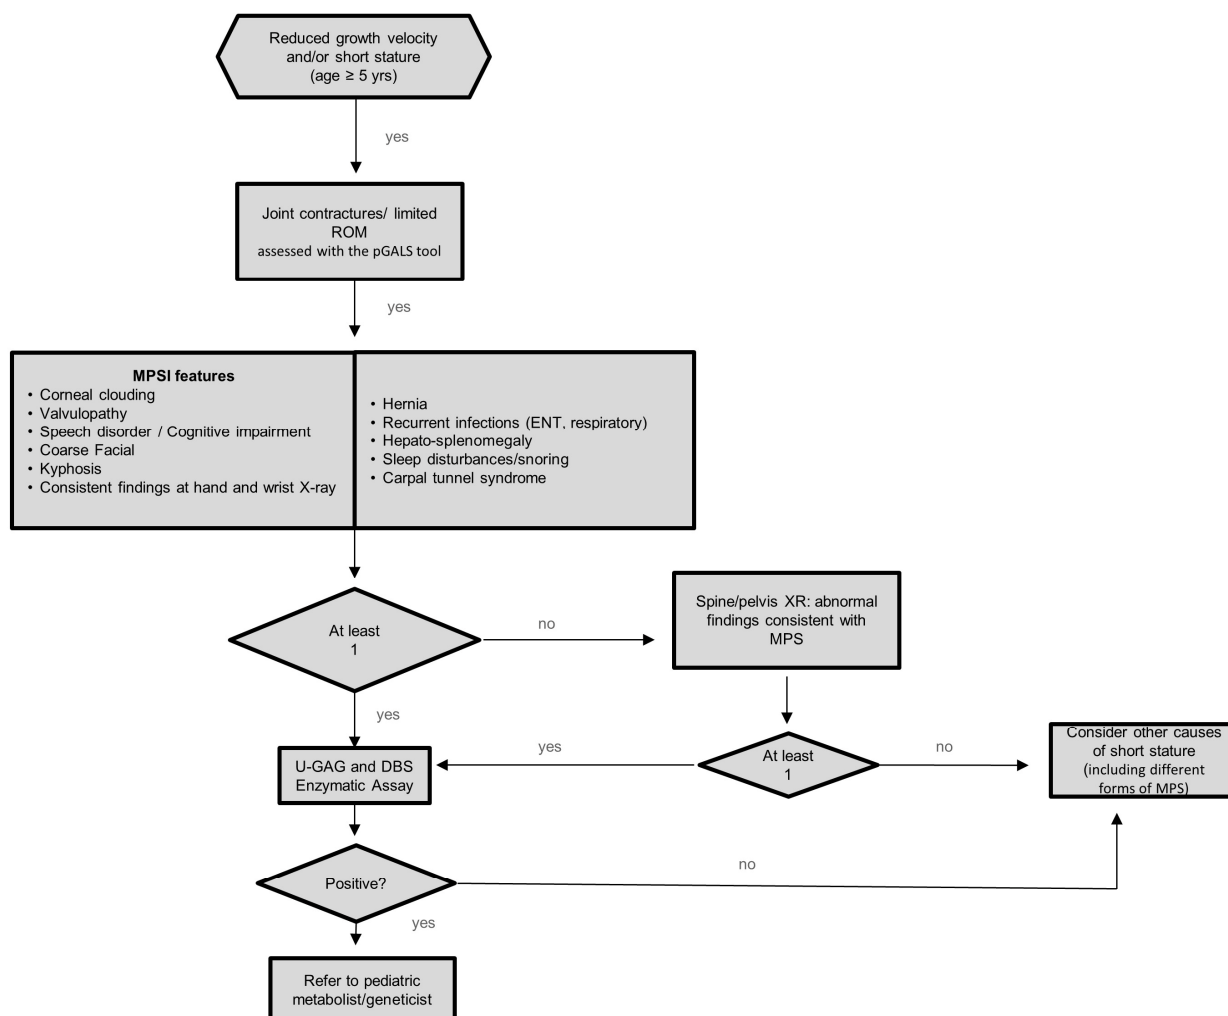 Reduced growth velocity
and/or short stature
(age ≥ 5 yrs)
yes
Joint contractures/ limited
ROM
assessed with the pGALS tool
yes
MPSI features
• Corneal clouding
• Valvulopathy
• Speech disorder / Cognitive impairment
• Coarse Facial
• Kyphosis
• Consistent findings at hand and wrist X-ray
• Hernia
• Recurrent infections (ENT, respiratory)
• Hepato-splenomegaly
• Sleep disturbances/snoring
• Carpal tunnel syndrome
At least
1
no
Spine/pelvis XR: abnormal
findings consistent with
MPS
yes
U-GAG and DBS
Enzymatic Assay
yes
At least
1
no
Consider other causes
of short stature
(including different
forms of MPS)
Positive?
no
yes
Refer to pediatric
metabolist/geneticist